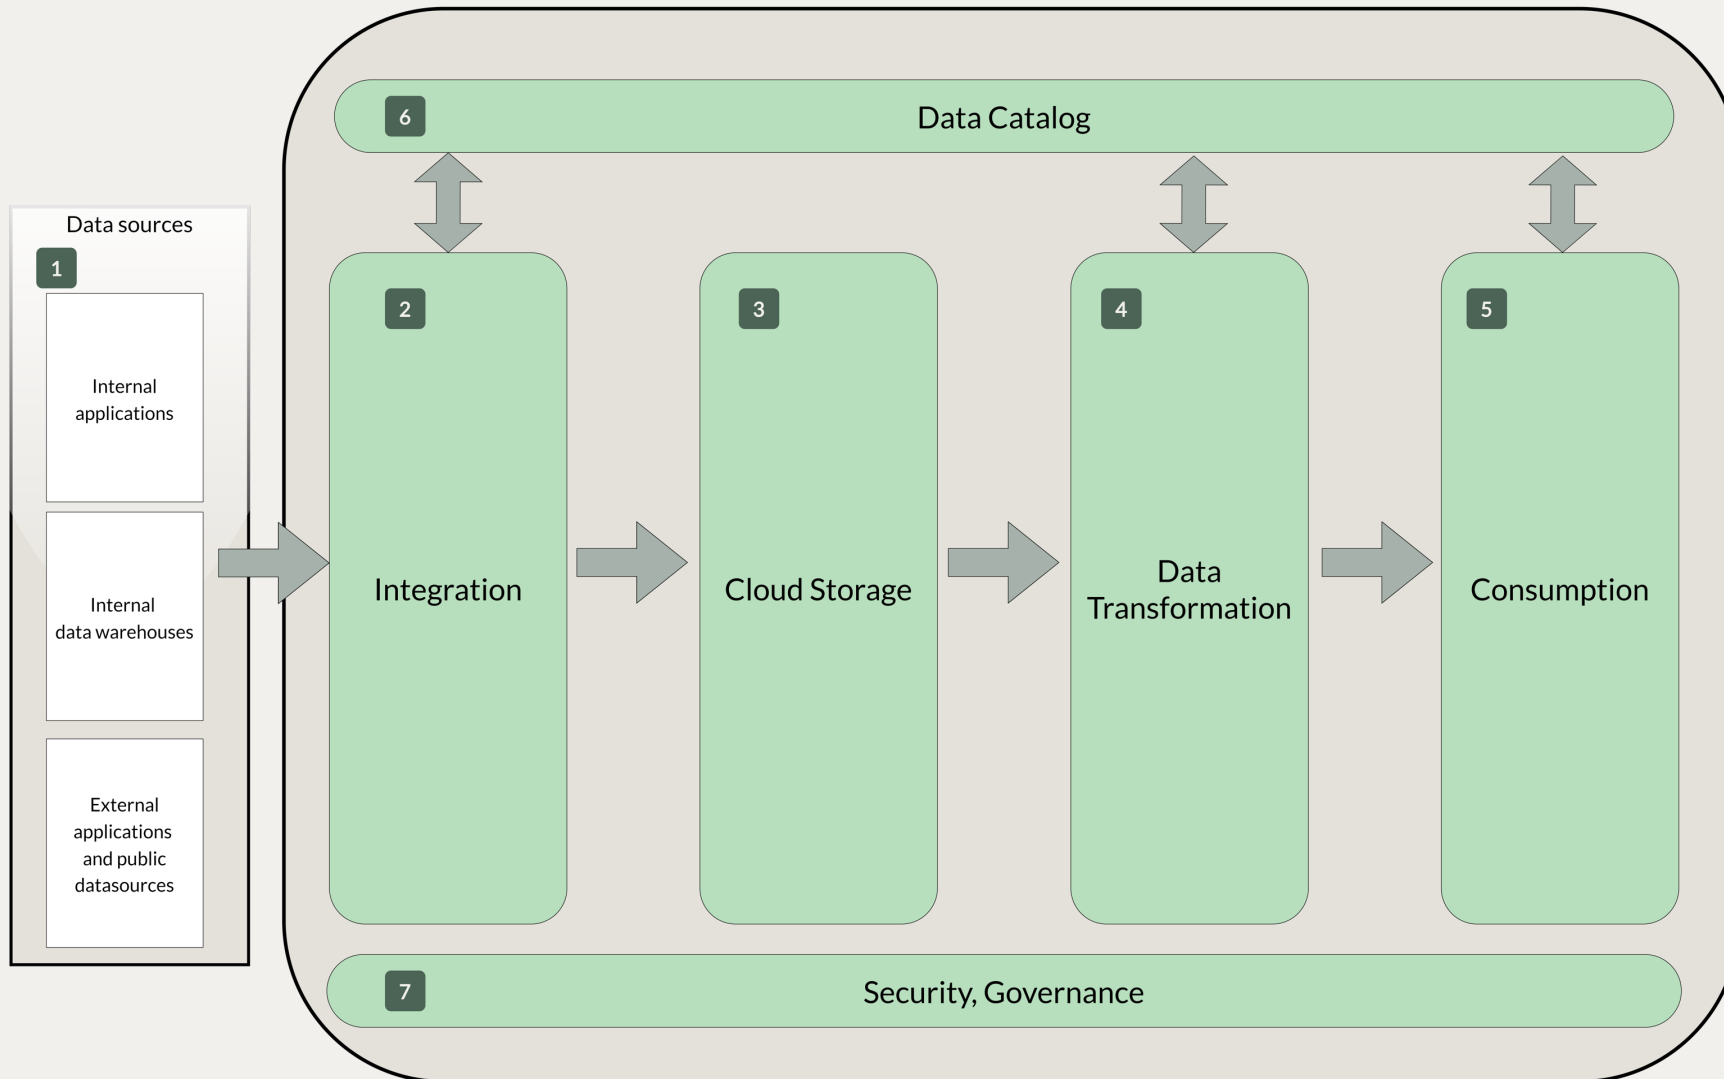 6
Data Catalog
Data sources
1
Internal
applications
Internal
data warehouses
External
applications
and public
datasources
2
Integration
3
Cloud Storage
4
Data
Transformation
5
Consumption
7
Security, Governance